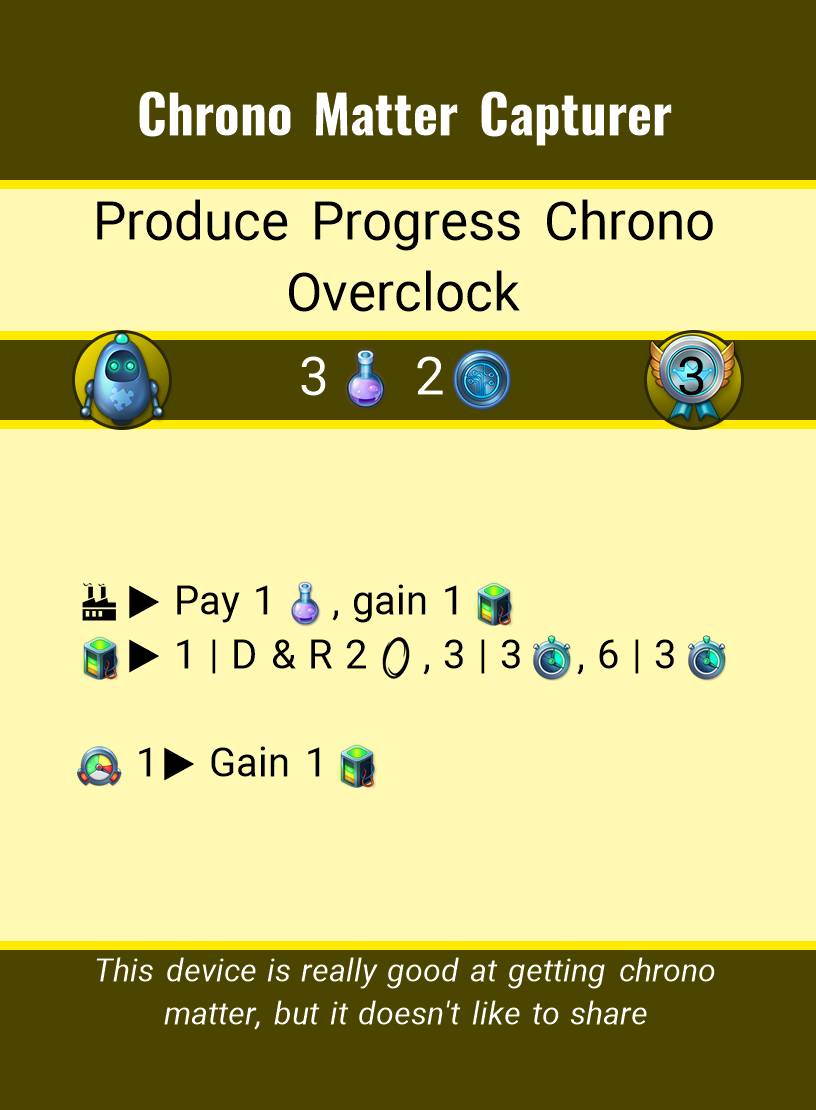 Chrono Matter Capturer
Produce Progress Chrono
Overclock
3 2 3
▶ Pay 1 , gain 1
▶ 1 | D & R 2 , 3 | 3 , 6 | 3
1▶ Gain 1
This device is really good at getting chrono
matter, but it doesn't like to share